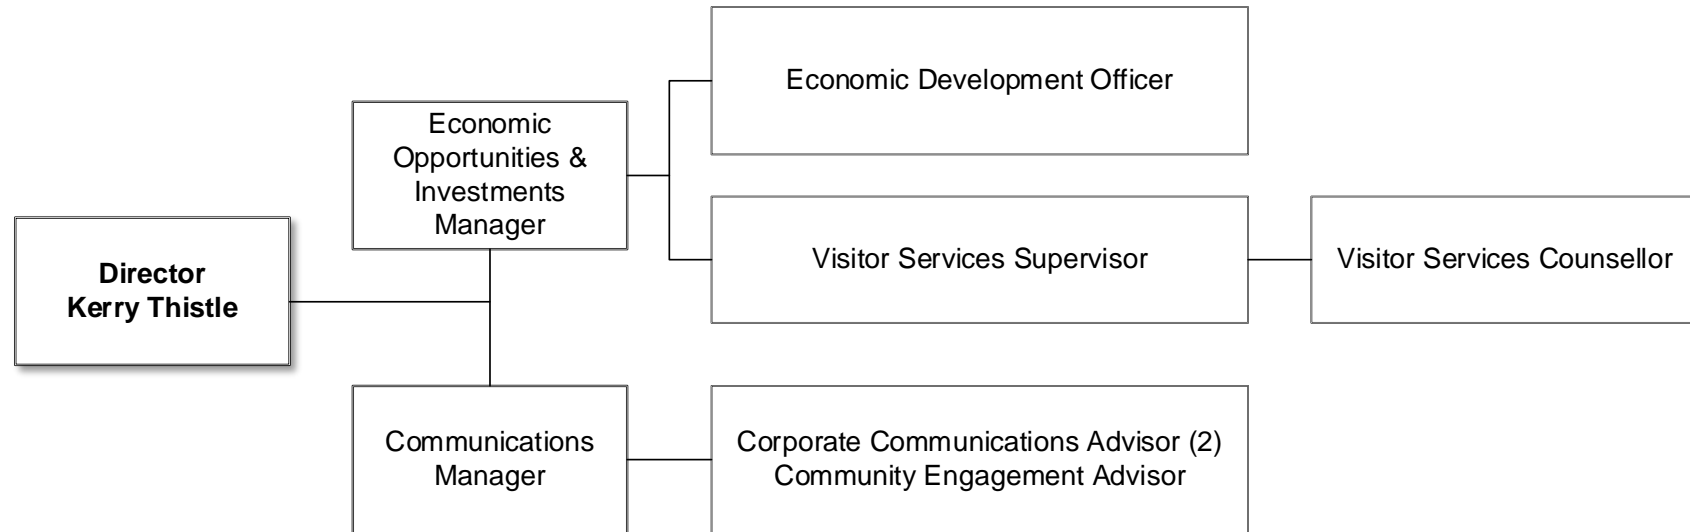 Director
Kerry Thistle
Economic
Opportunities &
Investments
Manager
Economic Development Officer
Visitor Services Supervisor
Visitor Services Counsellor
Communications
Manager
Corporate Communications Advisor (2)
Community Engagement Advisor